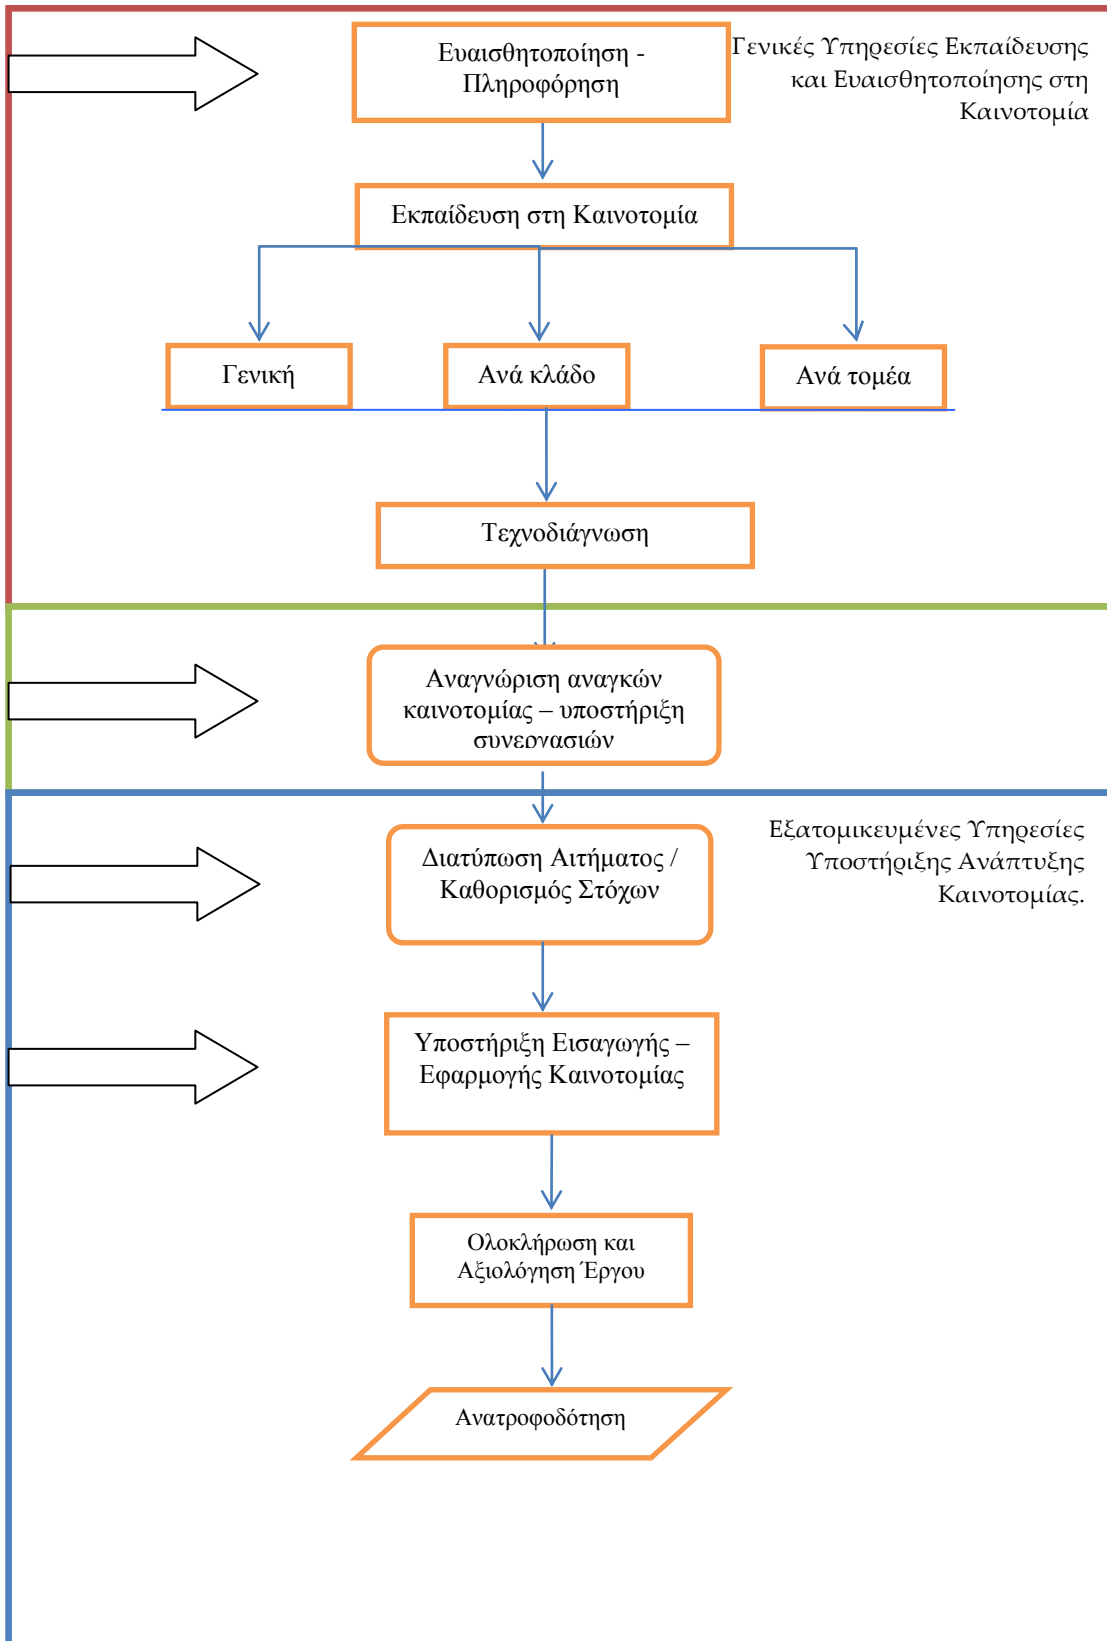 Ευαισθητοποίηση -
Πληροφόρηση
Γενικές Υπηρεσίες Εκπαίδευσης
και Ευαισθητοποίησης στη
Καινοτομία
Εκπαίδευση στη Καινοτομία
Γενική
Ανά κλάδο
Ανά τομέα
Τεχνοδιάγνωση
Αναγνώριση αναγκών
καινοτομίας – υποστήριξη
συνεργασιών
Εξατομικευμένες Υπηρεσίες
Υποστήριξης Ανάπτυξης
Καινοτομίας.
Διατύπωση Αιτήματος /
Καθορισμός Στόχων
Υποστήριξη Εισαγωγής –
Εφαρμογής Καινοτομίας
Ολοκλήρωση και
Αξιολόγηση Έργου
Ανατροφοδότηση